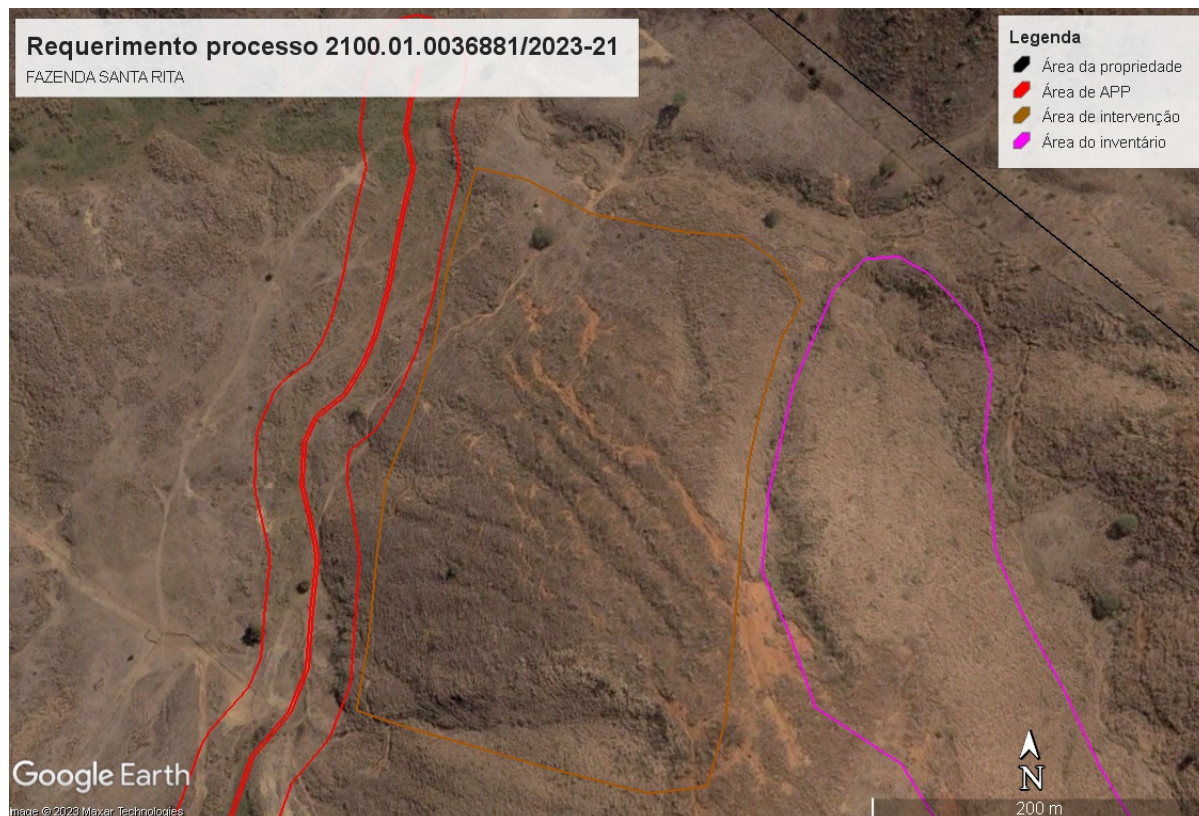 Requerimento processo 2100.01.0036881/2023-21
FAZENDA SANTA RITA
Legenda
Área da propriedade
Área de APP
Área de intervenção
Área do inventário
Google Earth
Image © 2023 Maxar Technologies
N
200 m